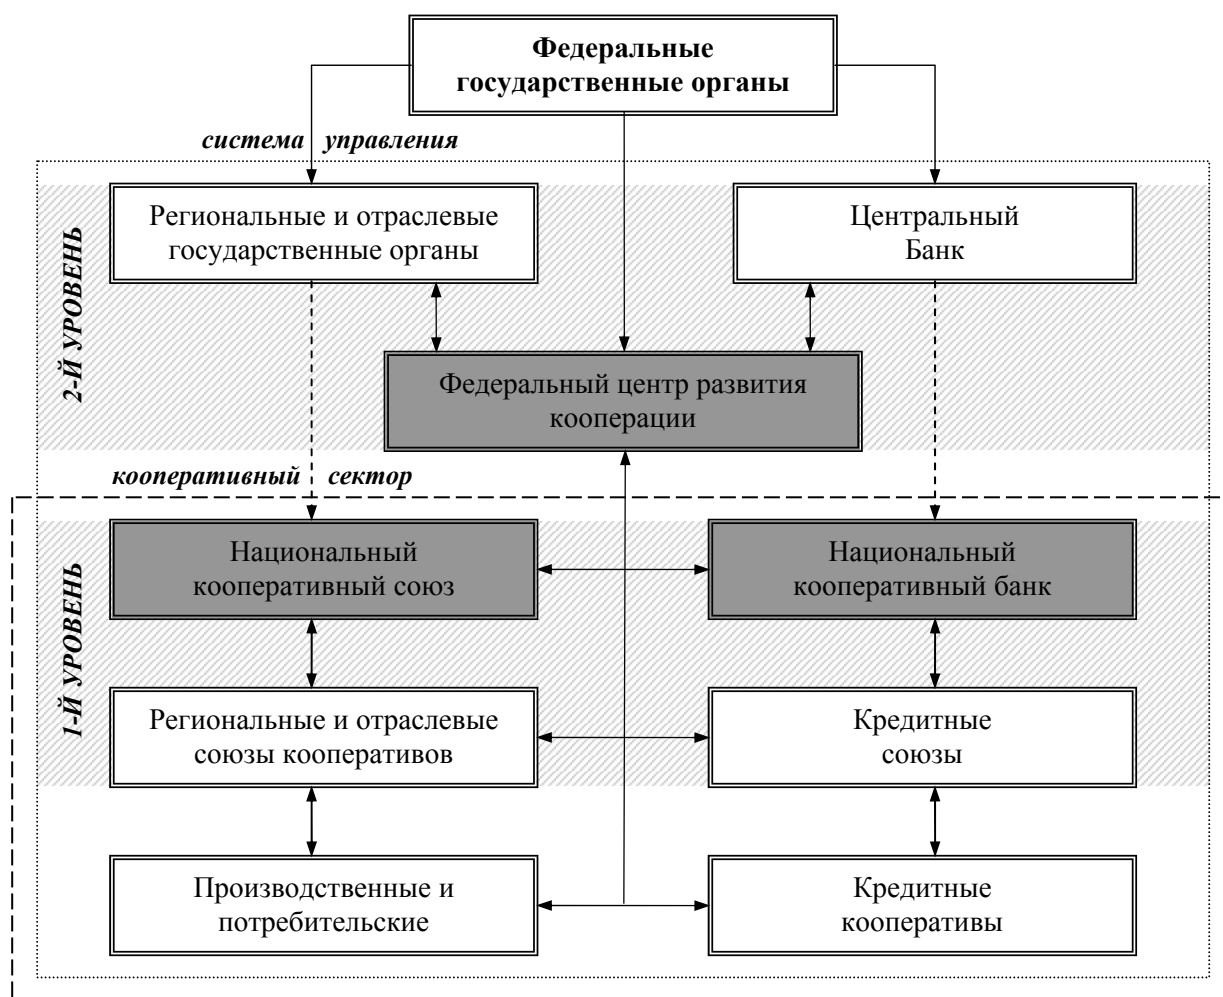 Федеральные
государственные органы
система управления
Региональные и отраслевые
государственные органы
Центральный
Банк
2-Й УРОВЕНЬ
Федеральный центр развития
кооперации
кооперативный сектор
Национальный
кооперативный союз
Национальный
кооперативный банк
1-Й УРОВЕНЬ
Региональные и отраслевые
союзы кооперативов
Кредитные
союзы
Производственные и
потребительские
Кредитные
кооперативы